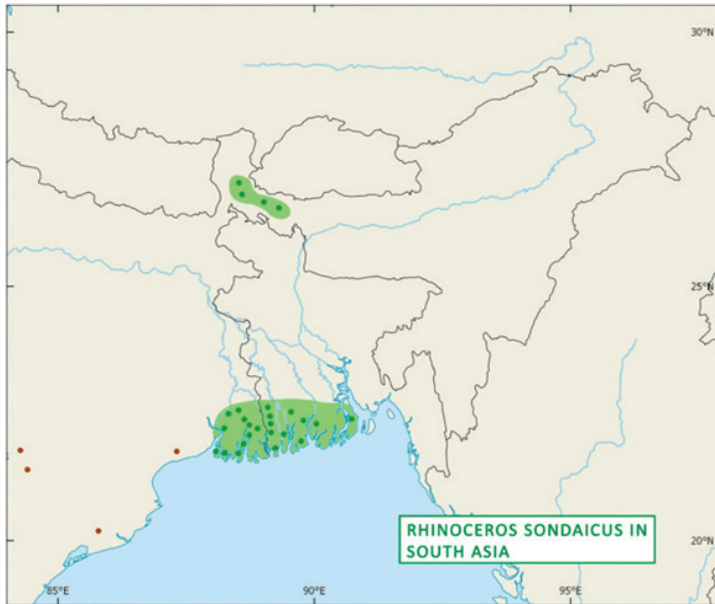 30°N
25°N
20°N
RHINOCEROS SONDAICUS IN
SOUTH ASIA
85°E
90°E
95°E